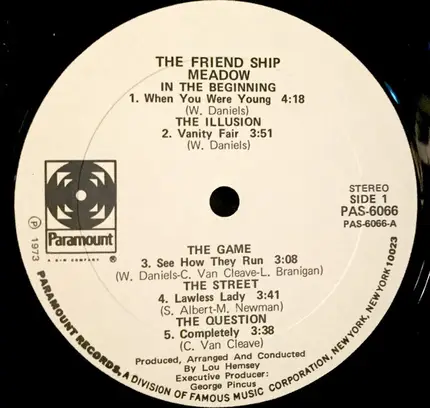 THE FRIEND SHIP
MEADOW
IN THE BEGINNING
1. When You Were Young 4:18
(W. Daniels)
THE ILLUSION
2. Vanity Fair 3:51
(W. Daniels)
Paramount ®
A G+W COMPANY
℗ 1973
STEREO
SIDE 1
PAS-6066
PAS-6066-A
THE GAME
3. See How They Run 3:08
(W. Daniels-C. Van Cleave-L. Branigan)
THE STREET
4. Lawless Lady 3:41
(S. Albert-M. Newman)
THE QUESTION
5. Completely 3:38
(C. Van Cleave)
Produced, Arranged And Conducted
By Lou Hemsey
Executive Producer:
George Pincus
PARAMOUNT RECORDS, A DIVISION OF FAMOUS MUSIC CORPORATION, NEW YORK, NEW YORK 10023